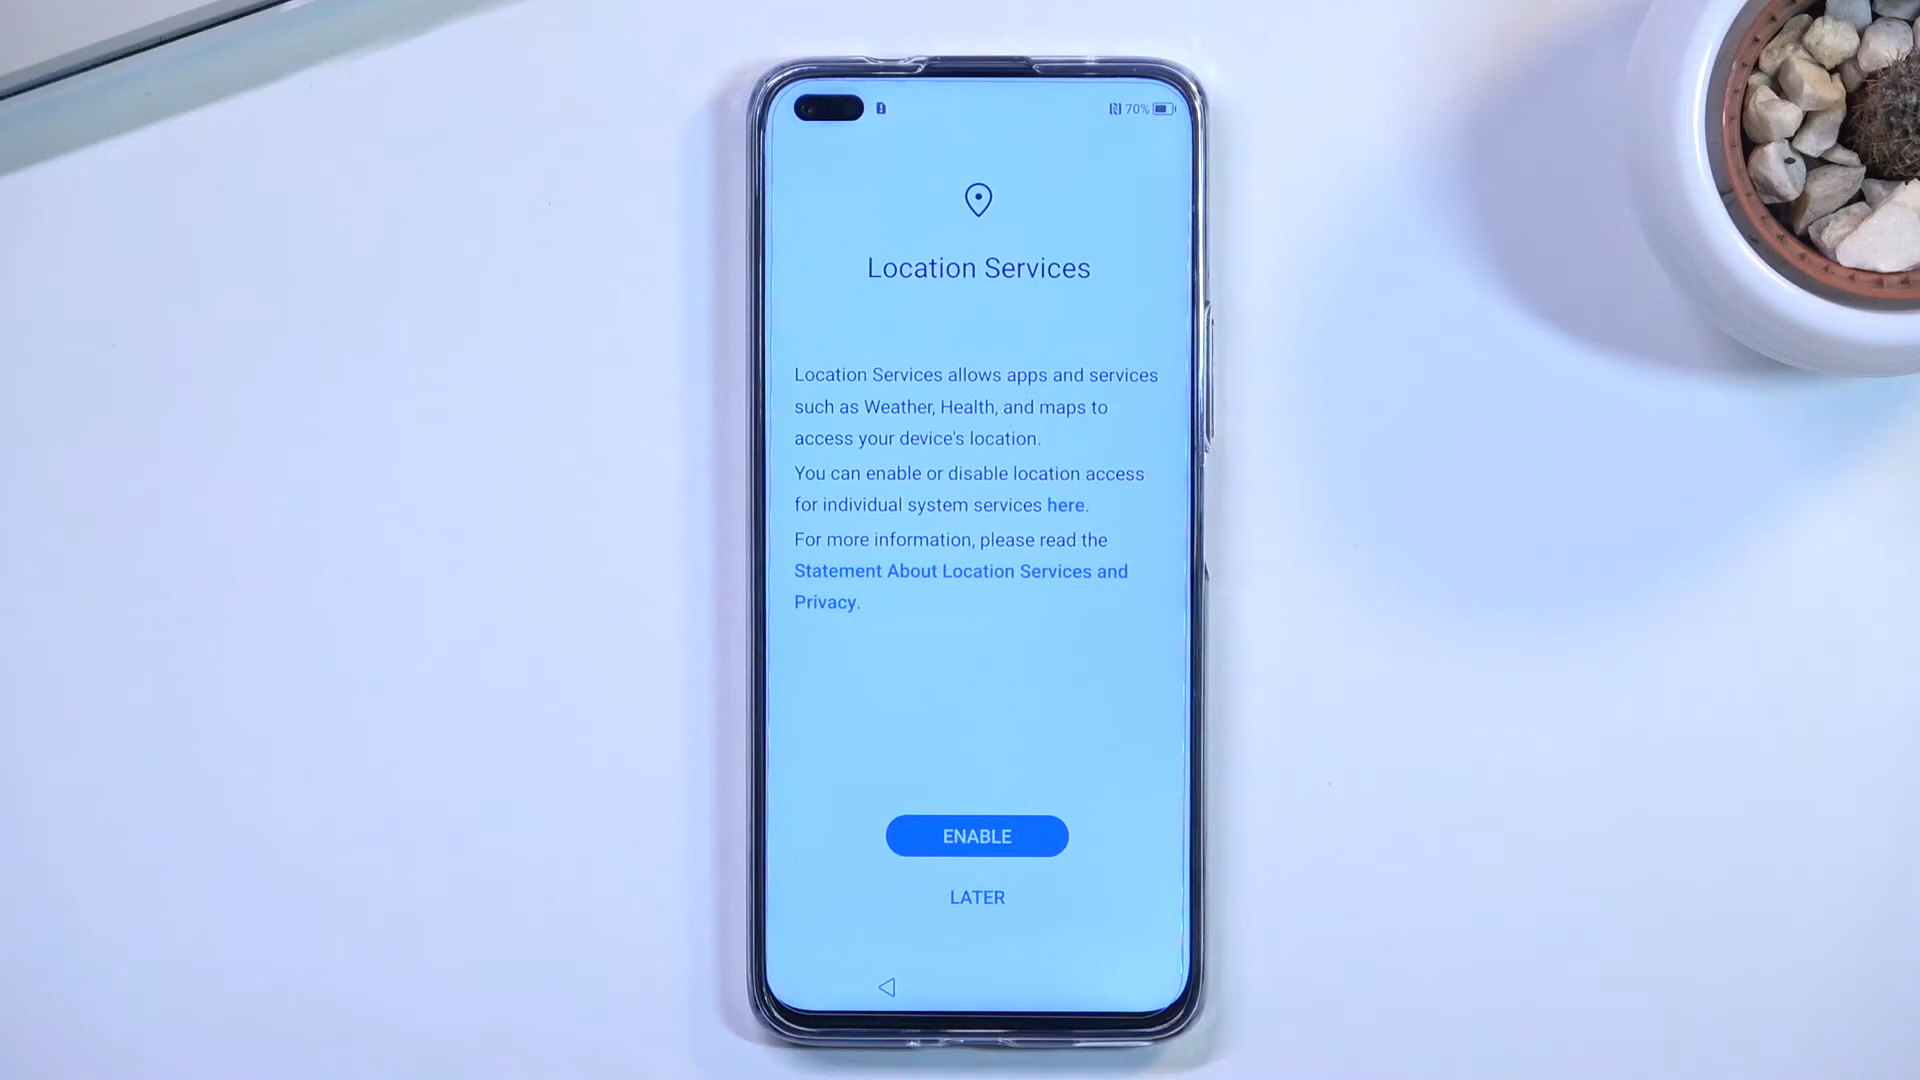 70%
Location Services
Location Services allows apps and services
such as Weather, Health, and maps to
access your device's location.
You can enable or disable location access
for individual system services here.
For more information, please read the
Statement About Location Services and
Privacy.
ENABLE
LATER